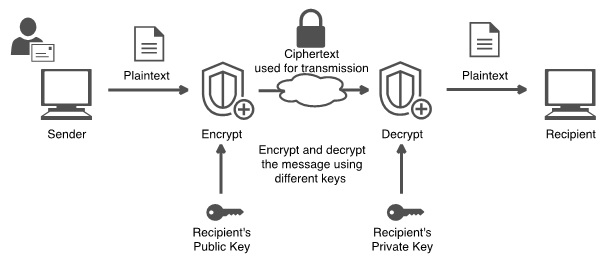 Ciphertext
used for transmission
Plaintext
Plaintext
Sender
Encrypt
Decrypt
Recipient
Encrypt and decrypt
the message using
different keys
Recipient's
Public Key
Recipient's
Private Key